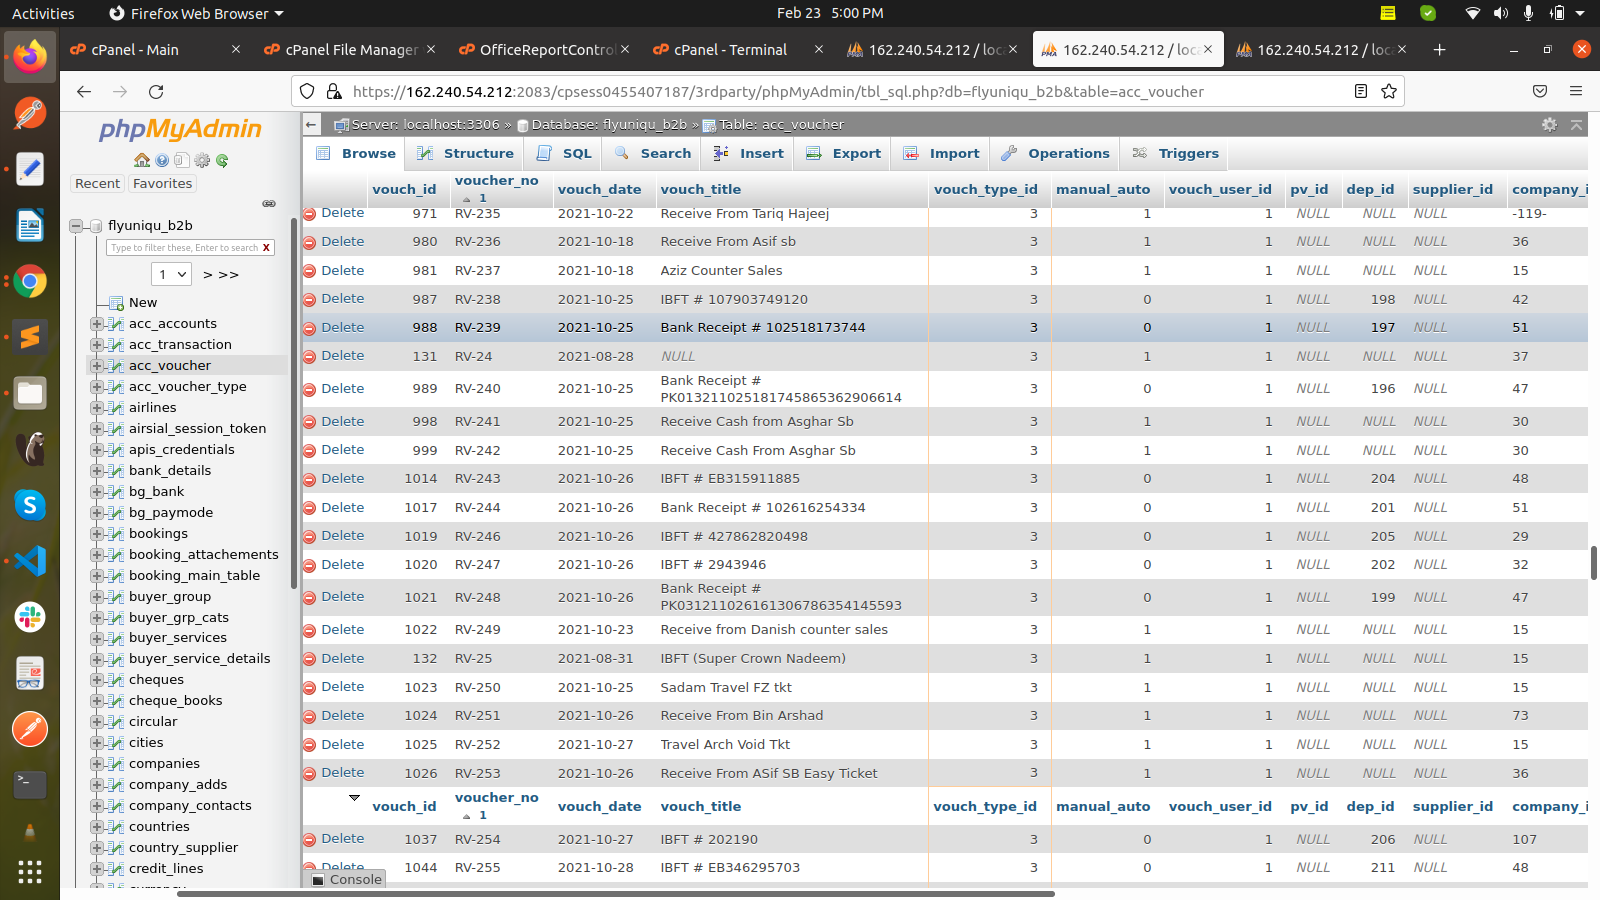 Activities Firefox Web Browser Feb 23 5:00 PM
cPanel - Main cPanel File Manager OfficeReportControl cPanel - Terminal 162.240.54.212 / loca 162.240.54.212 / loca 162.240.54.212 / loca
https://162.240.54.212:2083/cpsess0455407187/3rdparty/phpMyAdmin/tbl_sql.php?db=flyuniqu_b2b&table=acc_voucher
phpMyAdmin
Recent Favorites
flyuniqu_b2b
Type to filter these, Enter to search X
1 > >>
New
acc_accounts
acc_transaction
acc_voucher
acc_voucher_type
airlines
airsial_session_token
apis_credentials
bank_details
bg_bank
bg_paymode
bookings
booking_attachements
booking_main_table
buyer_group
buyer_grp_cats
buyer_services
buyer_service_details
cheques
cheque_books
circular
cities
companies
company_adds
company_contacts
countries
country_supplier
credit_lines
currency
Server: localhost:3306 » Database: flyuniqu_b2b » Table: acc_voucher
Browse Structure SQL Search Insert Export Import Operations Triggers
vouch_id voucher_no 1 vouch_date vouch_title vouch_type_id manual_auto vouch_user_id pv_id dep_id supplier_id company_i
Delete 971 RV-235 2021-10-22 Receive From Tariq Hajeej 3 1 1 NULL NULL NULL -119-
Delete 980 RV-236 2021-10-18 Receive From Asif sb 3 1 1 NULL NULL NULL 36
Delete 981 RV-237 2021-10-18 Aziz Counter Sales 3 1 1 NULL NULL NULL 15
Delete 987 RV-238 2021-10-25 IBFT # 107903749120 3 0 1 NULL 198 NULL 42
Delete 988 RV-239 2021-10-25 Bank Receipt # 102518173744 3 0 1 NULL 197 NULL 51
Delete 131 RV-24 2021-08-28 NULL 3 1 1 NULL NULL NULL 37
Delete 989 RV-240 2021-10-25 Bank Receipt # PK013211025181745865362906614 3 0 1 NULL 196 NULL 47
Delete 998 RV-241 2021-10-25 Receive Cash from Asghar Sb 3 1 1 NULL NULL NULL 30
Delete 999 RV-242 2021-10-25 Receive Cash From Asghar Sb 3 1 1 NULL NULL NULL 30
Delete 1014 RV-243 2021-10-26 IBFT # EB315911885 3 0 1 NULL 204 NULL 48
Delete 1017 RV-244 2021-10-26 Bank Receipt # 102616254334 3 0 1 NULL 201 NULL 51
Delete 1019 RV-246 2021-10-26 IBFT # 427862820498 3 0 1 NULL 205 NULL 29
Delete 1020 RV-247 2021-10-26 IBFT # 2943946 3 0 1 NULL 202 NULL 32
Delete 1021 RV-248 2021-10-26 Bank Receipt # PK031211026161306786354145593 3 0 1 NULL 199 NULL 47
Delete 1022 RV-249 2021-10-23 Receive from Danish counter sales 3 1 1 NULL NULL NULL 15
Delete 132 RV-25 2021-08-31 IBFT (Super Crown Nadeem) 3 1 1 NULL NULL NULL 15
Delete 1023 RV-250 2021-10-25 Sadam Travel FZ tkt 3 1 1 NULL NULL NULL 15
Delete 1024 RV-251 2021-10-26 Receive From Bin Arshad 3 1 1 NULL NULL NULL 73
Delete 1025 RV-252 2021-10-27 Travel Arch Void Tkt 3 1 1 NULL NULL NULL 15
Delete 1026 RV-253 2021-10-26 Receive From ASif SB Easy Ticket 3 1 1 NULL NULL NULL 36
vouch_id voucher_no 1 vouch_date vouch_title vouch_type_id manual_auto vouch_user_id pv_id dep_id supplier_id company_i
Delete 1037 RV-254 2021-10-27 IBFT # 202190 3 0 1 NULL 206 NULL 107
Delete 1044 RV-255 2021-10-28 IBFT # EB346295703 3 0 1 NULL 211 NULL 48
Console